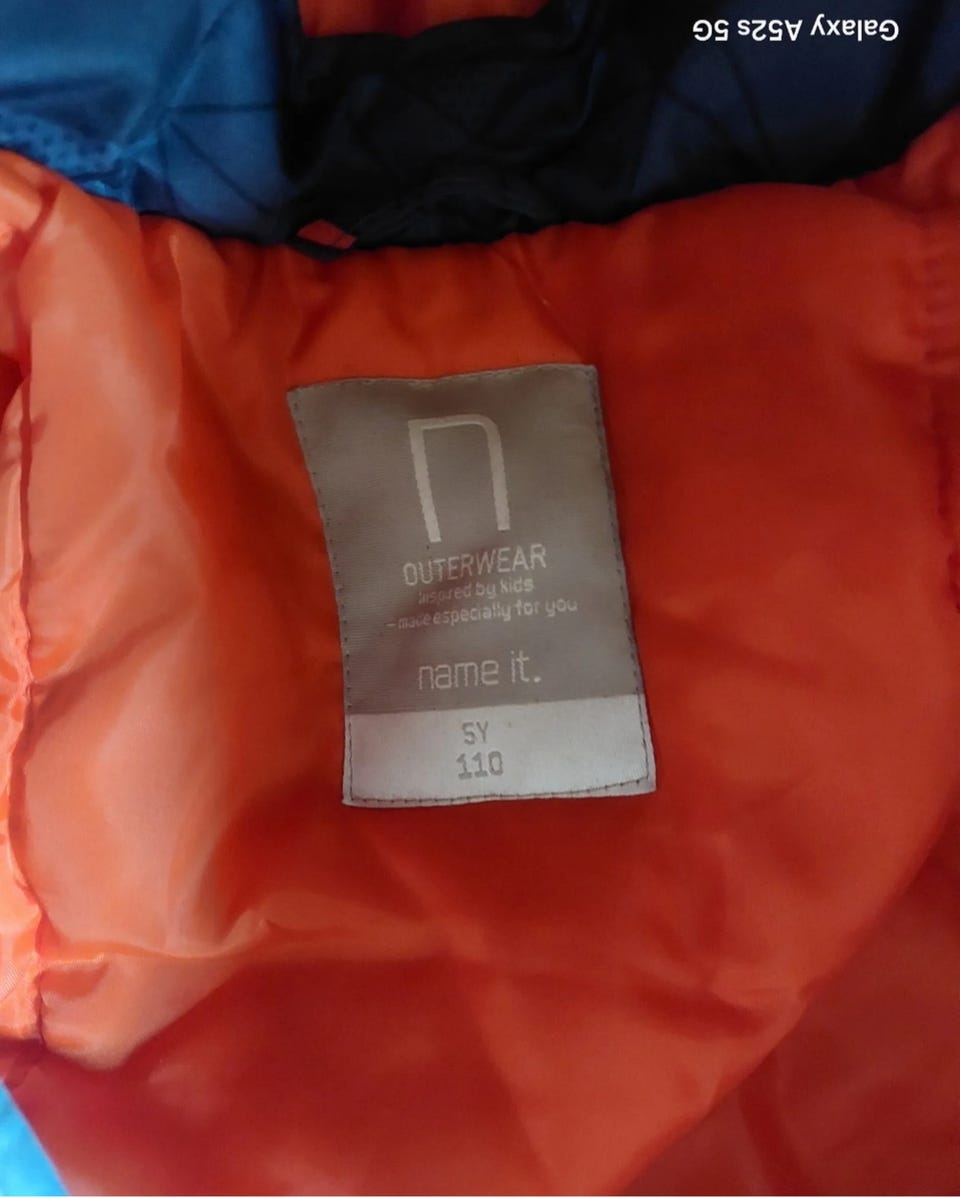 Galaxy A52s 5G
n
OUTERWEAR
inspired by kids
- made especially for you
name it.
5Y
110